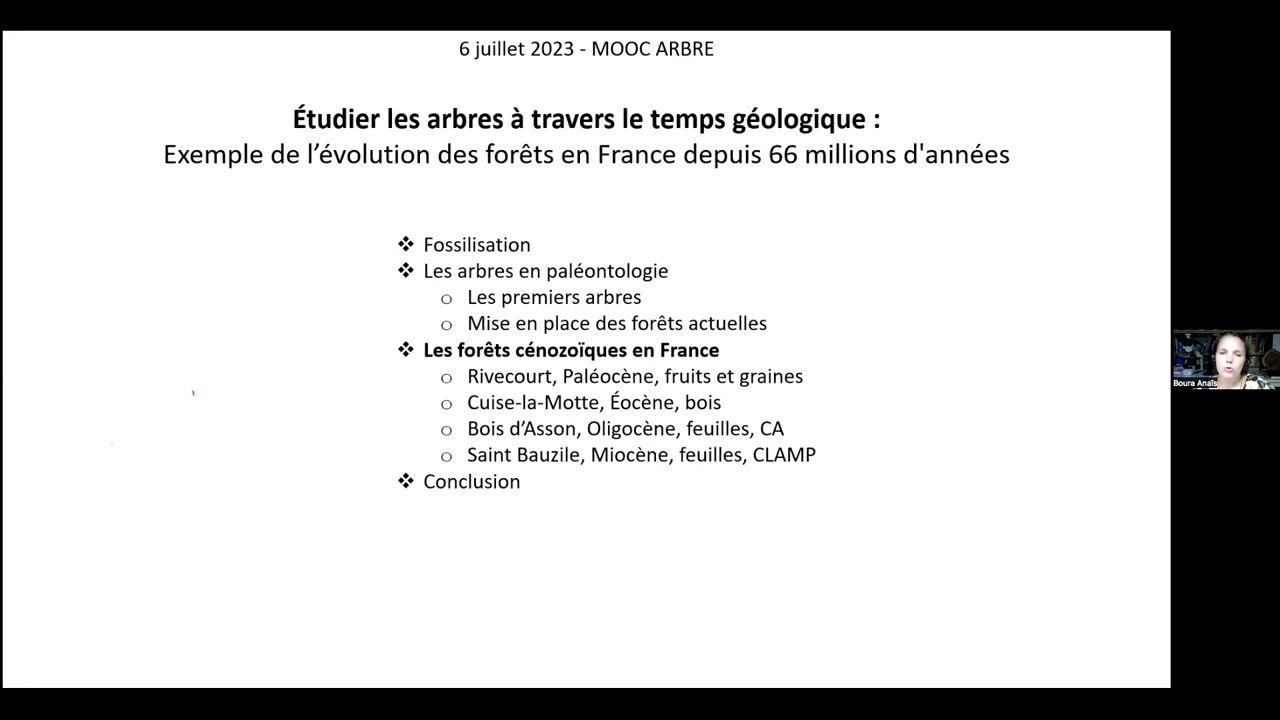 6 juillet 2023 - MOOC ARBRE
Étudier les arbres à travers le temps géologique :
Exemple de l’évolution des forêts en France depuis 66 millions d'années
❖ Fossilisation
❖ Les arbres en paléontologie
o Les premiers arbres
o Mise en place des forêts actuelles
❖ Les forêts cénozoïques en France
o Rivecourt, Paléocène, fruits et graines
o Cuise-la-Motte, Éocène, bois
o Bois d’Asson, Oligocène, feuilles, CA
o Saint Bauzile, Miocène, feuilles, CLAMP
❖ Conclusion
Boura Anaïs